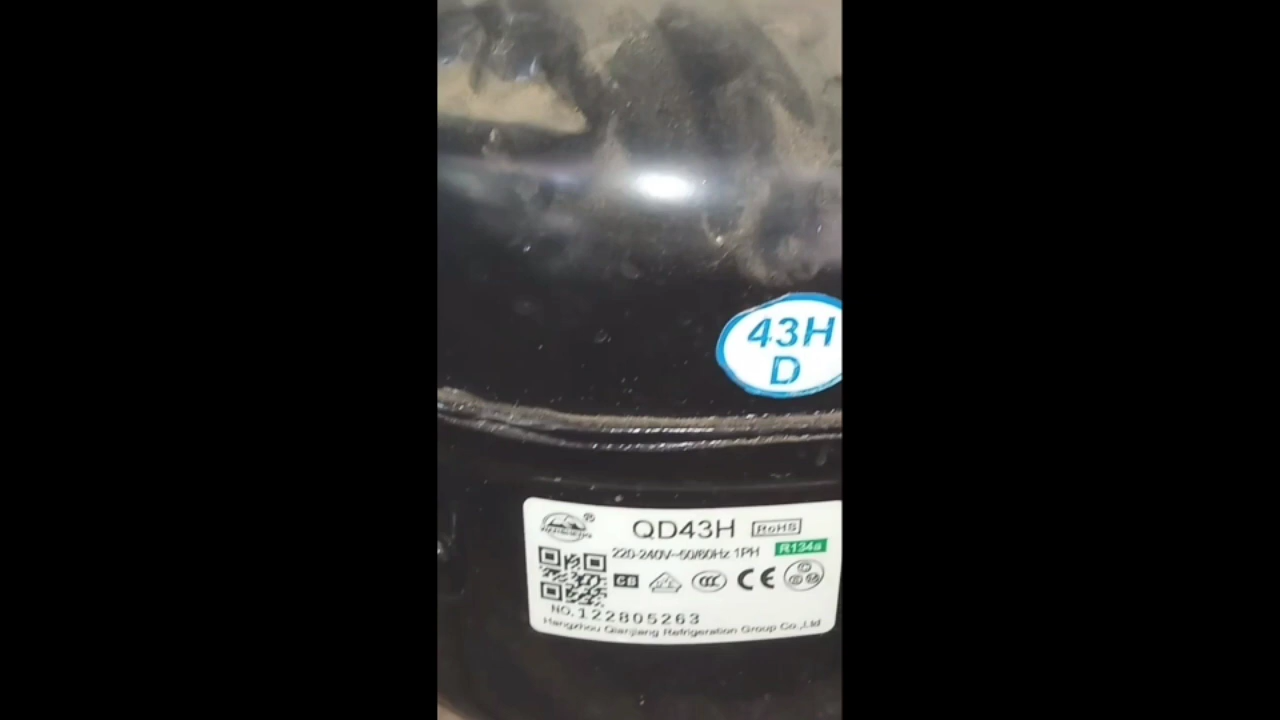 43H
D
QD43H RoHS
220-240V~50/60Hz 1PH R134a
CB CCC CE
NO.122805263
Hangzhou Qianjiang Refrigeration Group Co.,Ltd